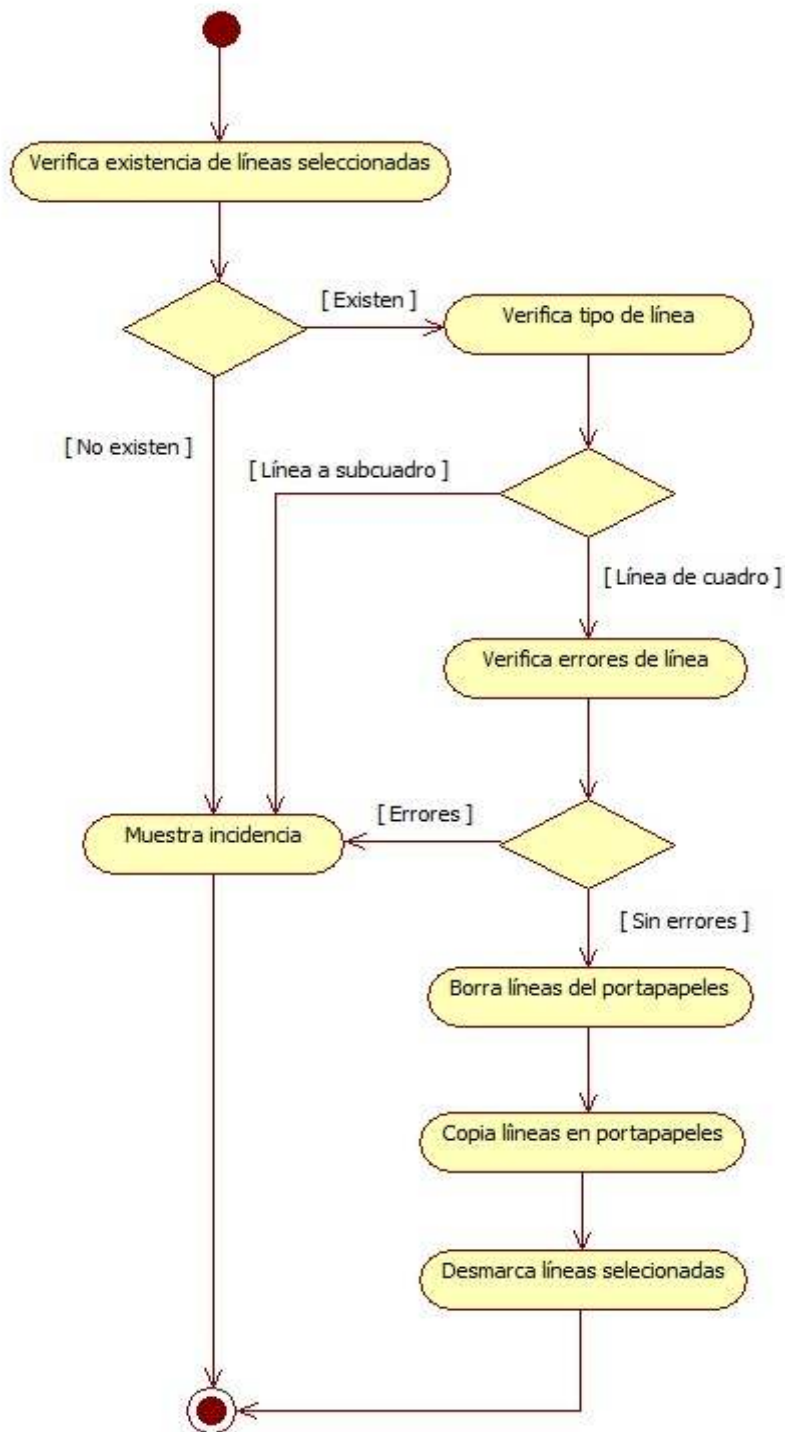 Verifica existencia de líneas seleccionadas
[ Existen ]
Verifica tipo de línea
[ No existen ]
[ Línea a subcuadro ]
[ Línea de cuadro ]
Verifica errores de línea
[ Errores ]
Muestra incidencia
[ Sin errores ]
Borra líneas del portapapeles
Copia liíneas en portapapeles
Desmarca líneas selecionadas